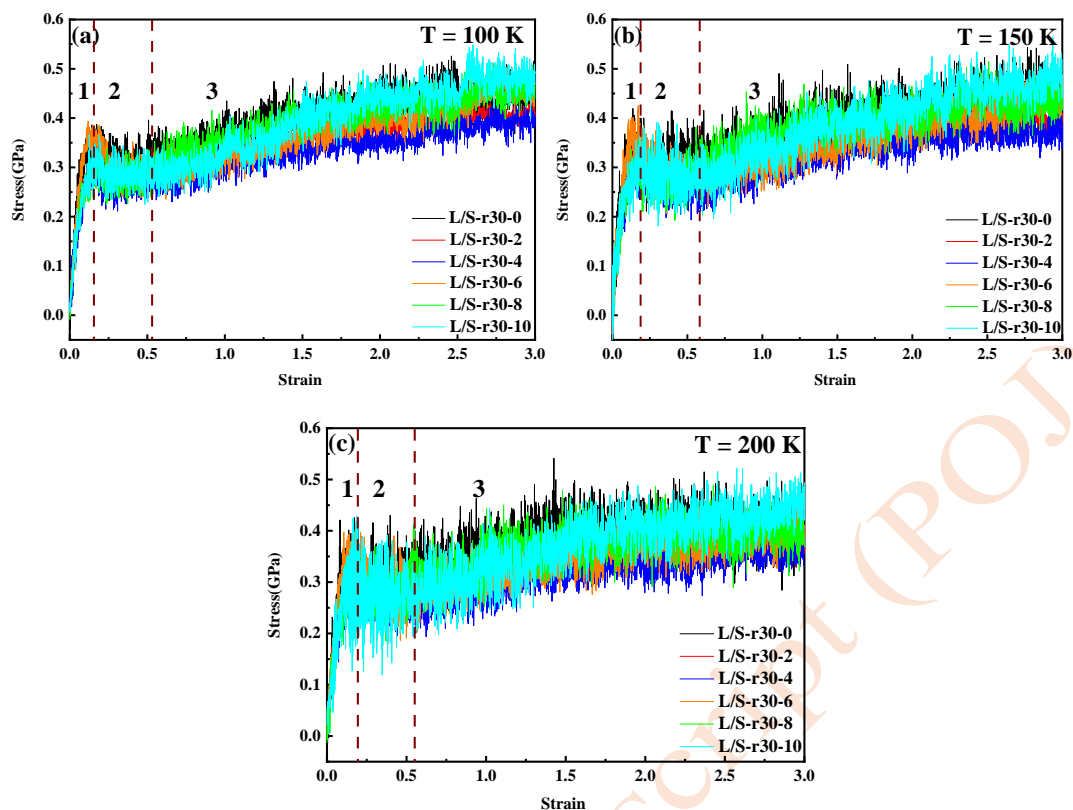 (a)
T = 100 K
1 2 3
Stress(GPa)
0.6
0.5
0.4
0.3
0.2
0.1
0.0
L/S-r30-0
L/S-r30-2
L/S-r30-4
L/S-r30-6
L/S-r30-8
L/S-r30-10
0.0 0.5 1.0 1.5 2.0 2.5 3.0
Strain
(b)
T = 150 K
1 2 3
Stress(GPa)
0.6
0.5
0.4
0.3
0.2
0.1
0.0
L/S-r30-0
L/S-r30-2
L/S-r30-4
L/S-r30-6
L/S-r30-8
L/S-r30-10
0.0 0.5 1.0 1.5 2.0 2.5 3.0
Strain
(c)
T = 200 K
1 2 3
Stress(GPa)
0.6
0.5
0.4
0.3
0.2
0.1
0.0
L/S-r30-0
L/S-r30-2
L/S-r30-4
L/S-r30-6
L/S-r30-8
L/S-r30-10
0.0 0.5 1.0 1.5 2.0 2.5 3.0
Strain
script (POJ)